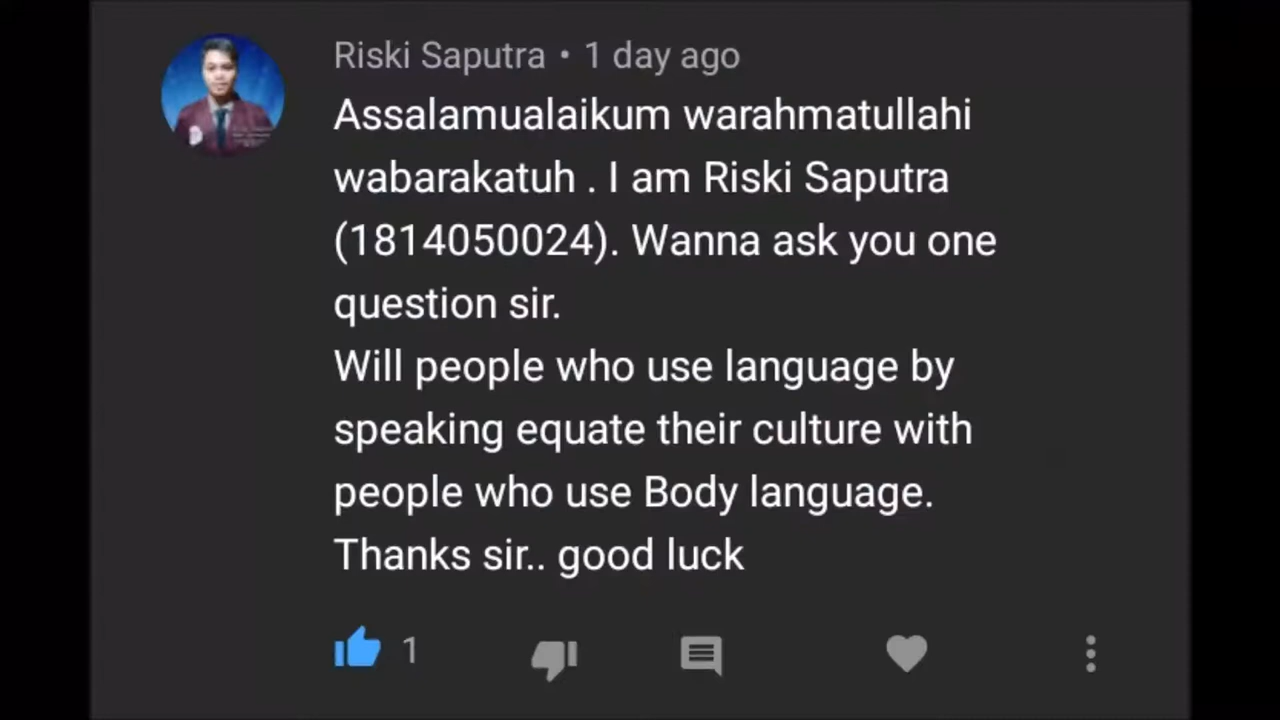 Riski Saputra • 1 day ago
Assalamualaikum warahmatullahi
wabarakatuh . I am Riski Saputra
(1814050024). Wanna ask you one
question sir.
Will people who use language by
speaking equate their culture with
people who use Body language.
Thanks sir.. good luck
1